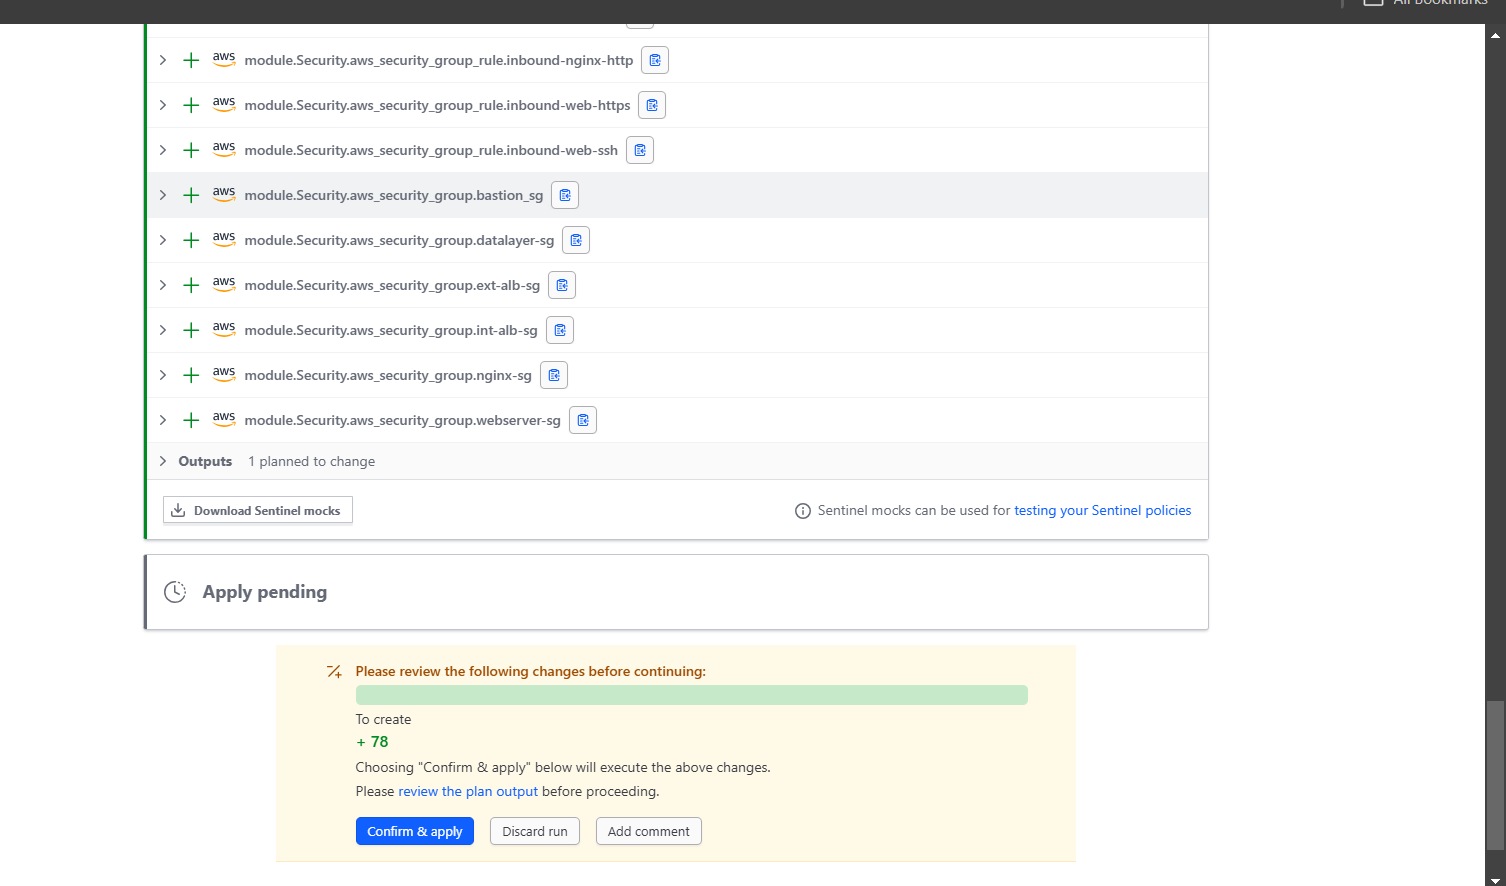 All Bookmarks
aws module.Security.aws_security_group_rule.inbound-nginx-http
aws module.Security.aws_security_group_rule.inbound-web-https
aws module.Security.aws_security_group_rule.inbound-web-ssh
aws module.Security.aws_security_group.bastion_sg
aws module.Security.aws_security_group.datalayer-sg
aws module.Security.aws_security_group.ext-alb-sg
aws module.Security.aws_security_group.int-alb-sg
aws module.Security.aws_security_group.nginx-sg
aws module.Security.aws_security_group.webserver-sg
Outputs 1 planned to change
Download Sentinel mocks Sentinel mocks can be used for testing your Sentinel policies
Apply pending
Please review the following changes before continuing:
To create
+ 78
Choosing "Confirm & apply" below will execute the above changes.
Please review the plan output before proceeding.
Confirm & apply Discard run Add comment